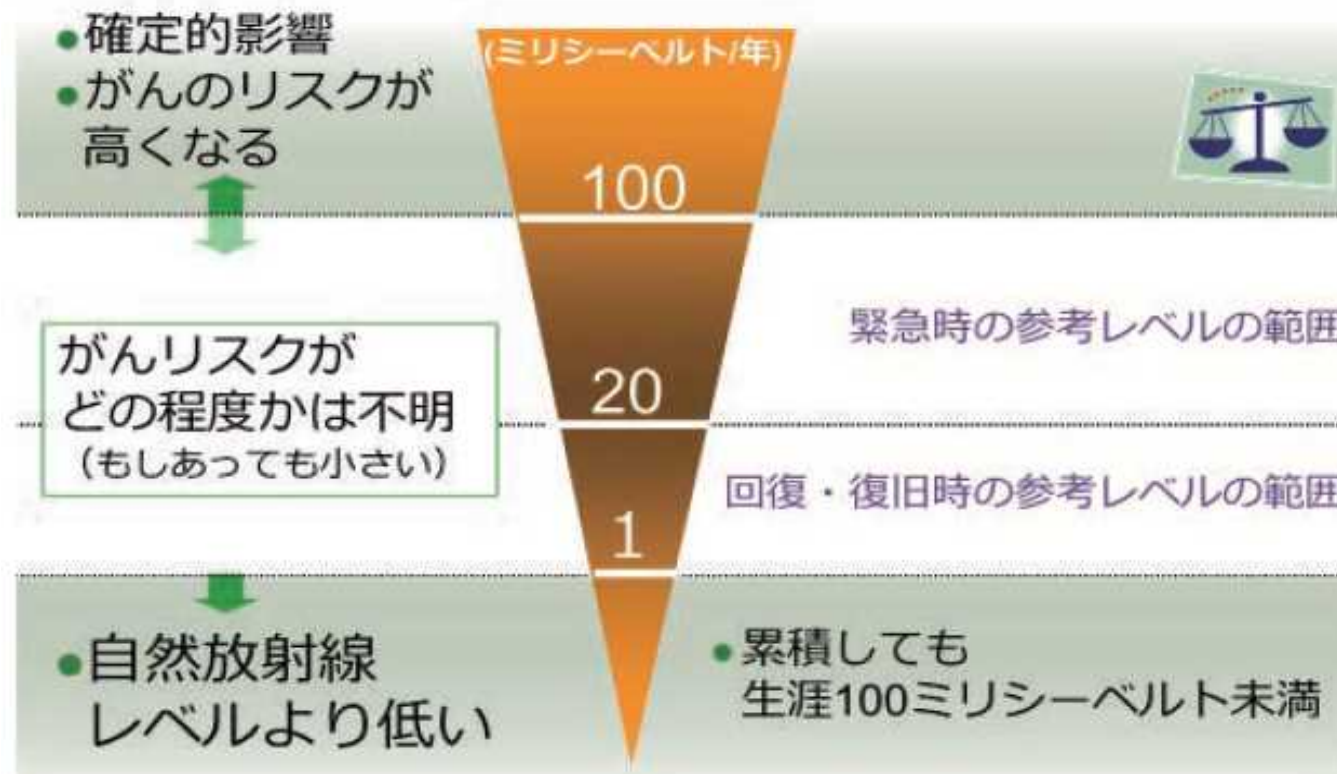 •確定的影響
•がんのリスクが
高くなる
(ミリシーベルト/年)
100
緊急時の参考レベルの範囲
がんリスクが
どの程度かは不明
（もしあっても小さい）
20
回復・復旧時の参考レベルの範囲
1
•自然放射線
レベルより低い
•累積しても
生涯100ミリシーベルト未満